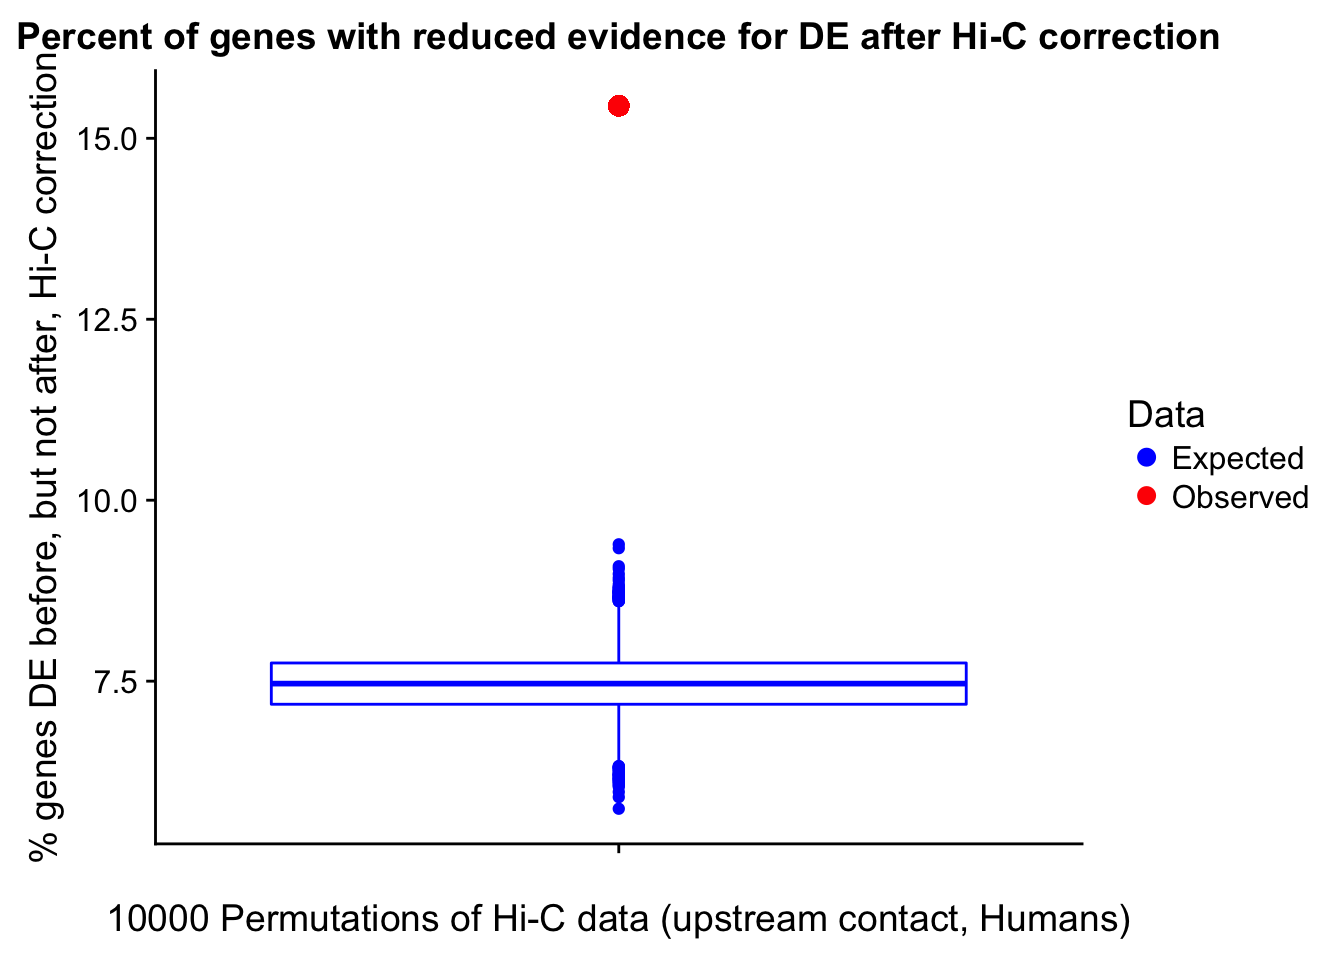 Percent of genes with reduced evidence for DE after Hi-C correction
% genes DE before, but not after, Hi-C correction
15.0
12.5
10.0
7.5
Data
Expected
Observed
10000 Permutations of Hi-C data (upstream contact, Humans)